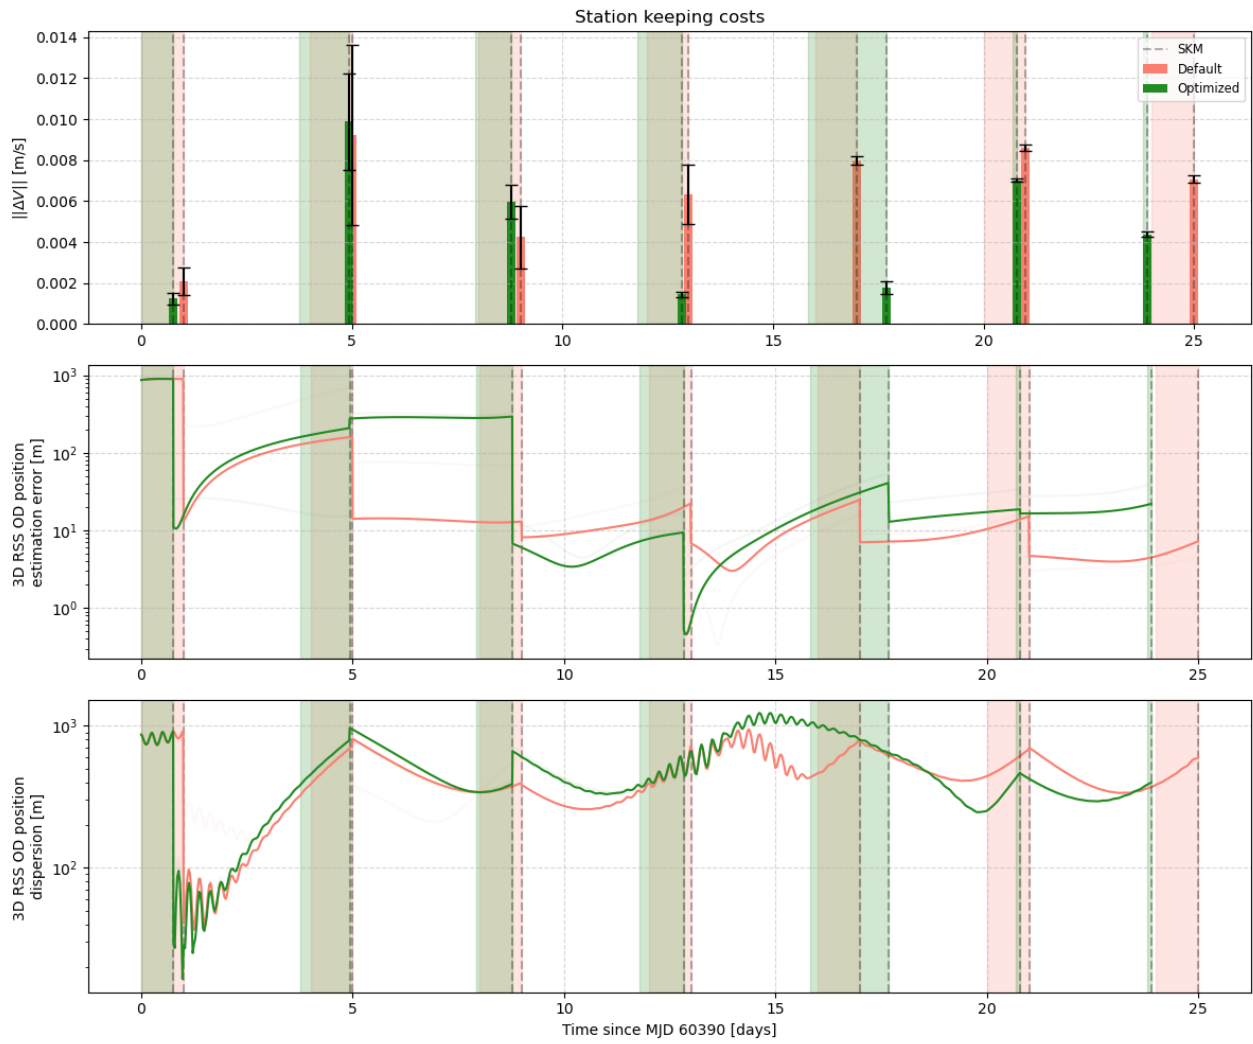 Station keeping costs
||ΔV|| [m/s]
0.014
0.012
0.010
0.008
0.006
0.004
0.002
0.000
SKM
Default
Optimized
0 5 10 15 20 25
3D RSS OD position
estimation error [m]
10³
10²
10¹
10⁰
0 5 10 15 20 25
3D RSS OD position
dispersion [m]
10³
10²
0 5 10 15 20 25
Time since MJD 60390 [days]